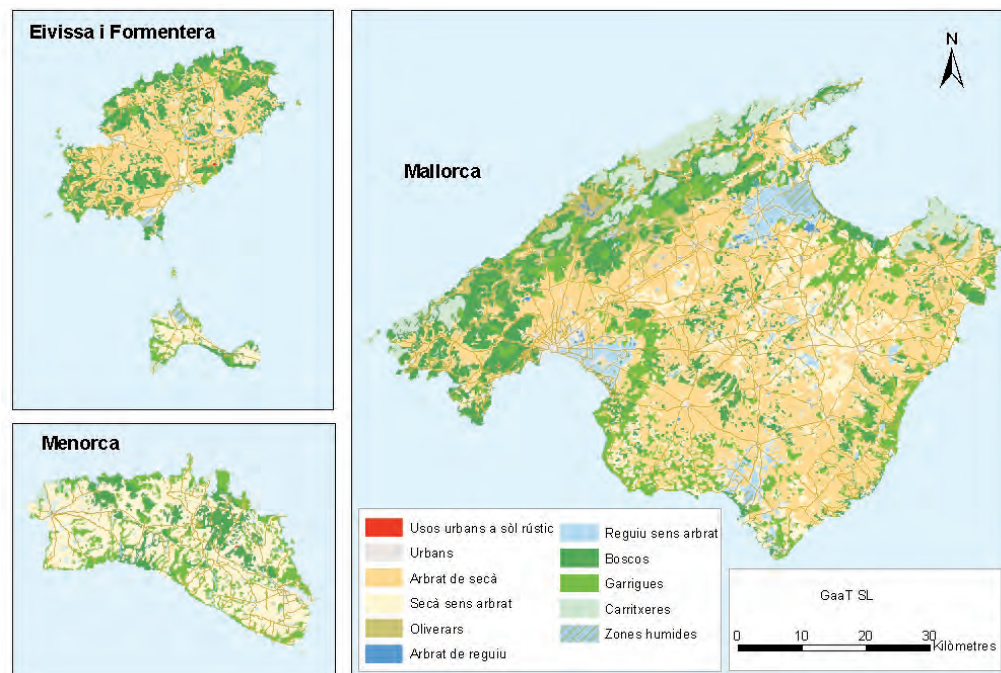 Eivissa i Formentera
N
Mallorca
Menorca
Usos urbans a sòl rústic
Urbans
Arbrat de secà
Secà sens arbrat
Oliverars
Arbrat de reguiu
Reguiu sens arbrat
Boscos
Garrigues
Carritxeres
Zones humides
GaaT SL
0 10 20 30
Kilòmetres